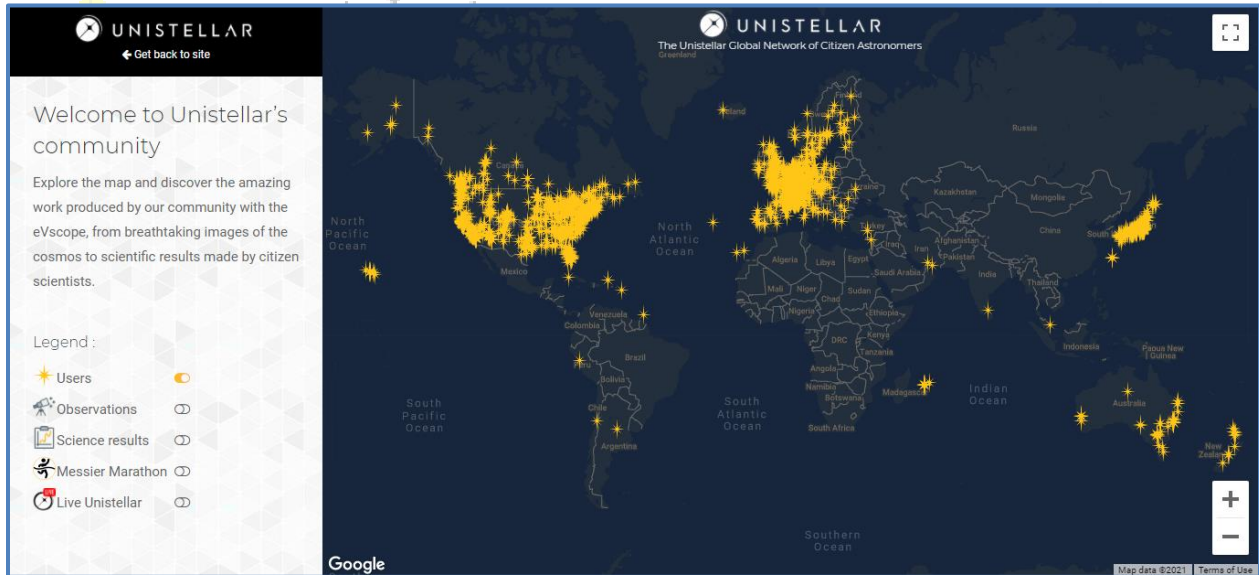 UNISTELLAR
Get back to site
Welcome to Unistellar's
community
Explore the map and discover the amazing
work produced by our community with the
eVscope, from breathtaking images of the
cosmos to scientific results made by citizen
scientists.
Legend :
Users
Observations
Science results
Messier Marathon
Live Unistellar
UNISTELLAR
The Unistellar Global Network of Citizen Astronomers
Greenland
Russia
Canada
Kazakhstan
Mongolia
North
Pacific
Ocean
North
Atlantic
Ocean
China
Iraq
Iran
Afghanistan
Pakistan
Algeria
Libya
Egypt
Saudi Arabia
India
Mexico
Mali
Niger
Chad
Sudan
Thailand
Nigeria
Ethiopia
Venezuela
Colombia
DRC
Kenya
Tanzania
Indonesia
Papua New
Guinea
Brazil
Angola
Bolivia
Namibia
Botswana
Madagascar
Indian
Ocean
Australia
South
Pacific
Ocean
Chile
South
Atlantic
Ocean
South Africa
Argentina
New
Southern
Ocean
+
−
Google
Map data ©2021
Terms of Use